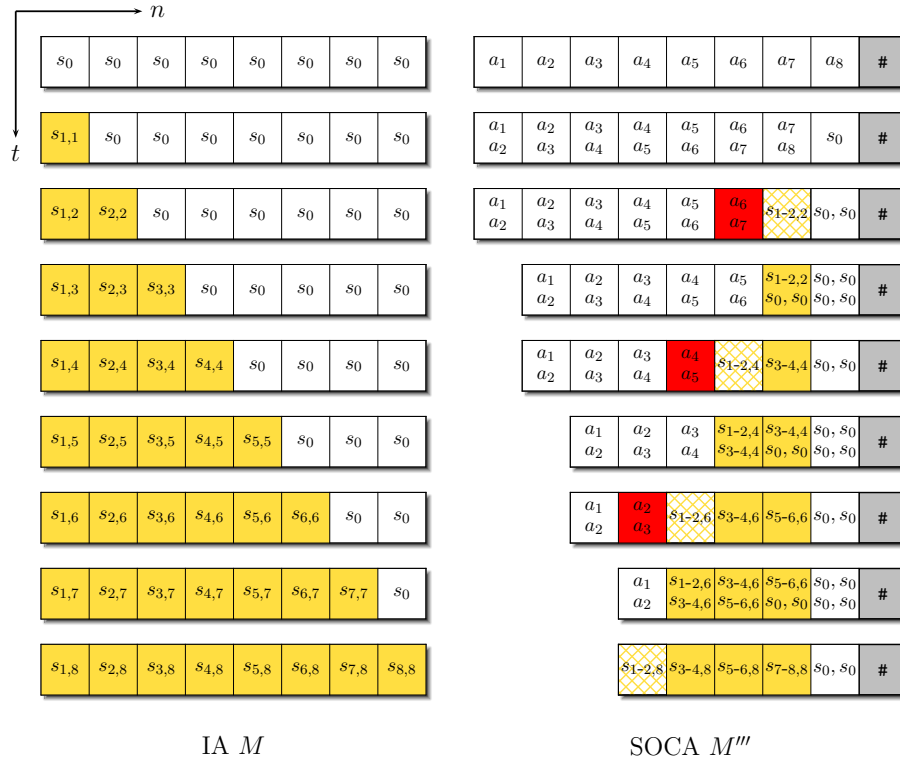 n
s₀ s₀ s₀ s₀ s₀ s₀ s₀ s₀ a₁ a₂ a₃ a₄ a₅ a₆ a₇ a₈ #
t
s₁,₁ s₀ s₀ s₀ s₀ s₀ s₀ s₀ a₁ a₂ a₃ a₄ a₅ a₆ a₇ s₀ #
a₂ a₃ a₄ a₅ a₆ a₇ a₈
s₁,₂ s₂,₂ s₀ s₀ s₀ s₀ s₀ s₀ a₁ a₂ a₃ a₄ a₅ a₆ s₁-₂,₂ s₀, s₀ #
a₂ a₃ a₄ a₅ a₆ a₇
s₁,₃ s₂,₃ s₃,₃ s₀ s₀ s₀ s₀ s₀ a₁ a₂ a₃ a₄ a₅ s₁-₂,₂ s₀, s₀ #
a₂ a₃ a₄ a₅ a₆ s₀, s₀ s₀, s₀
s₁,₄ s₂,₄ s₃,₄ s₄,₄ s₀ s₀ s₀ s₀ a₁ a₂ a₃ a₄ s₁-₂,₄ s₃-₄,₄ s₀, s₀ #
a₂ a₃ a₄ a₅
s₁,₅ s₂,₅ s₃,₅ s₄,₅ s₅,₅ s₀ s₀ s₀ a₁ a₂ a₃ s₁-₂,₄ s₃-₄,₄ s₀, s₀ #
a₂ a₃ a₄ s₃-₄,₄ s₀, s₀ s₀, s₀
s₁,₆ s₂,₆ s₃,₆ s₄,₆ s₅,₆ s₆,₆ s₀ s₀ a₁ a₂ s₁-₂,₆ s₃-₄,₆ s₅-₆,₆ s₀, s₀ #
a₂ a₃
s₁,₇ s₂,₇ s₃,₇ s₄,₇ s₅,₇ s₆,₇ s₇,₇ s₀ a₁ s₁-₂,₆ s₃-₄,₆ s₅-₆,₆ s₀, s₀ #
a₂ s₃-₄,₆ s₅-₆,₆ s₀, s₀ s₀, s₀
s₁,₈ s₂,₈ s₃,₈ s₄,₈ s₅,₈ s₆,₈ s₇,₈ s₈,₈ s₁-₂,₈ s₃-₄,₈ s₅-₆,₈ s₇-₈,₈ s₀, s₀ #
IA M SOCA M‴